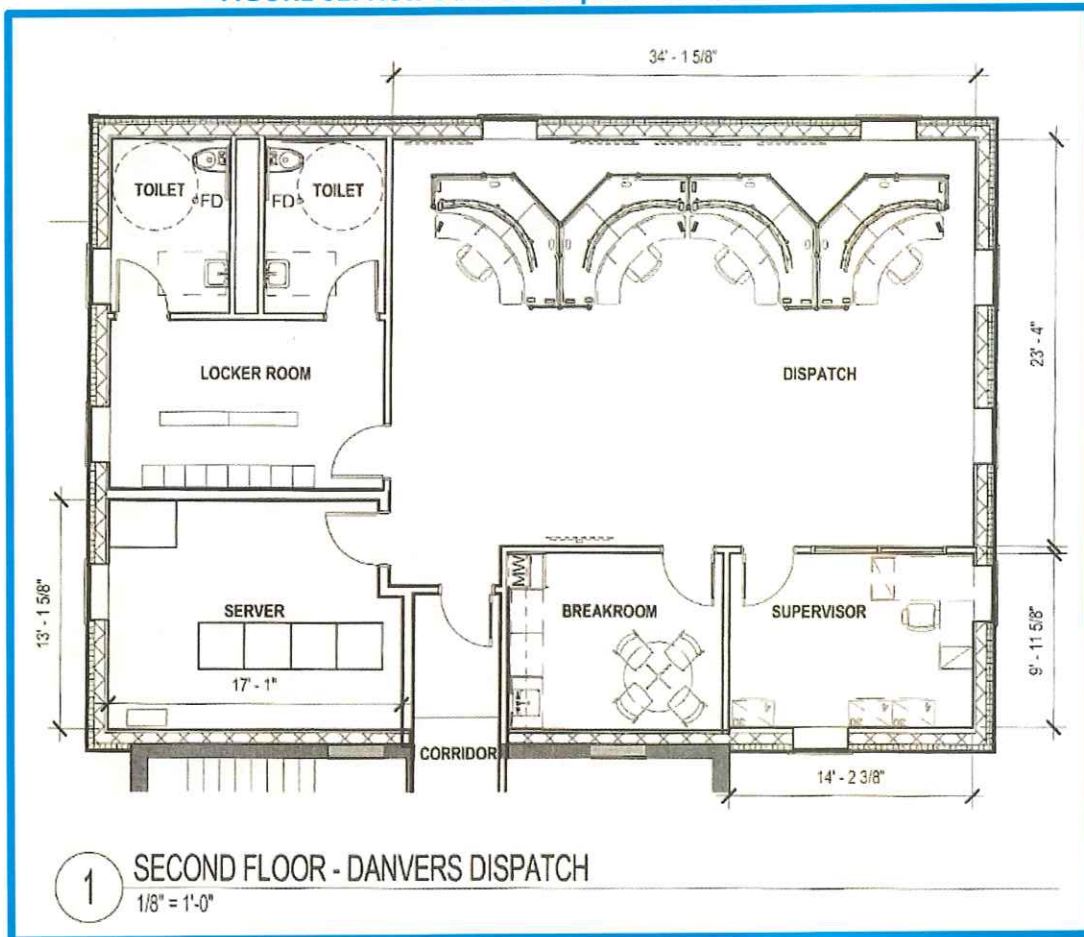 34' - 1 5/8"
TOILET
FD
FD
TOILET
LOCKER ROOM
DISPATCH
23' - 4"
SERVER
13' - 1 5/8"
17' - 1"
MW
BREAKROOM
SUPERVISOR
9' - 11 5/8"
CORRIDOR
14' - 2 3/8"
1
SECOND FLOOR - DANVERS DISPATCH
1/8" = 1'-0"